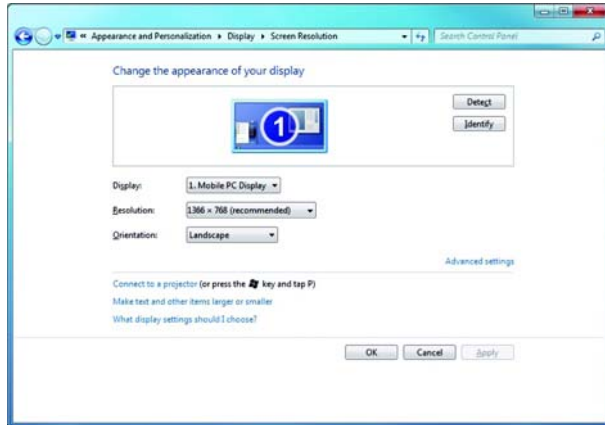 « Appearance and Personalization ▸ Display ▸ Screen Resolution
Search Control Panel
Change the appearance of your display
1
Detect
Identify
Display: 1. Mobile PC Display
Resolution: 1366 × 768 (recommended)
Orientation: Landscape
Advanced settings
Connect to a projector (or press the key and tap P)
Make text and other items larger or smaller
What display settings should I choose?
OK Cancel Apply